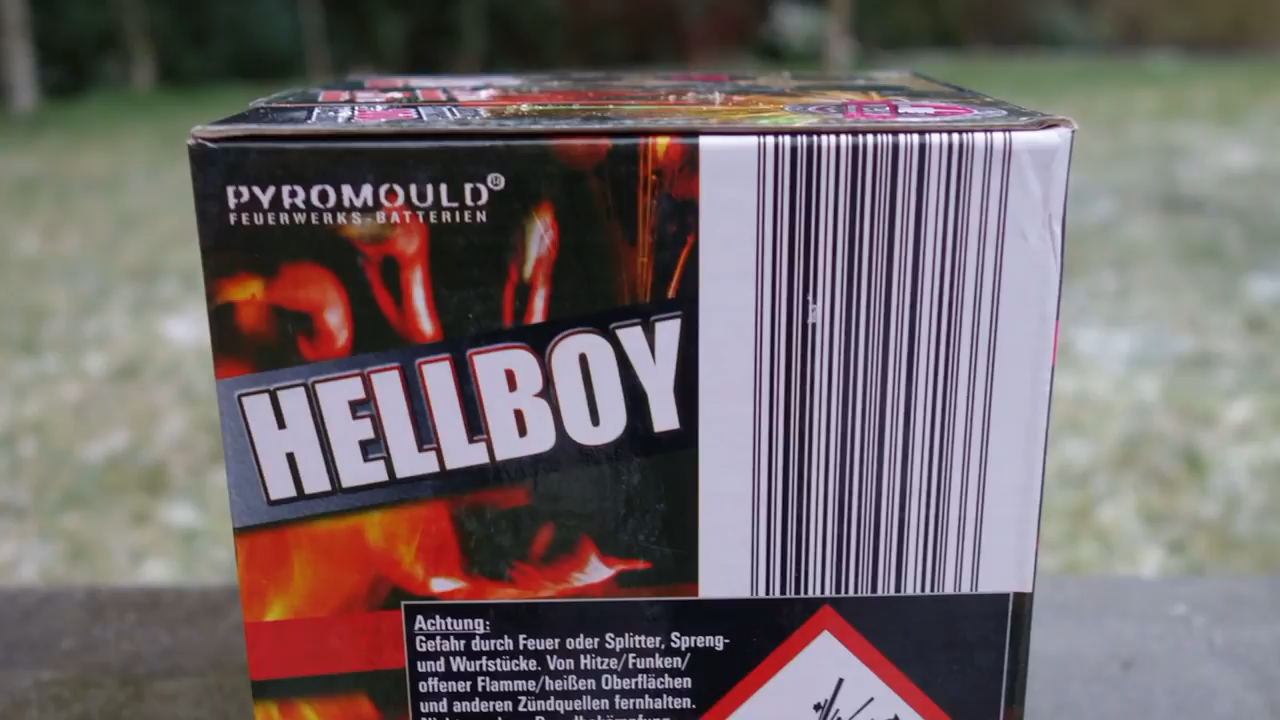 PYROMOULD®
FEUERWERKS-BATTERIEN
HELLBOY
Achtung:
Gefahr durch Feuer oder Splitter, Spreng-
und Wurfstücke. Von Hitze/Funken/
offener Flamme/heißen Oberflächen
und anderen Zündquellen fernhalten.